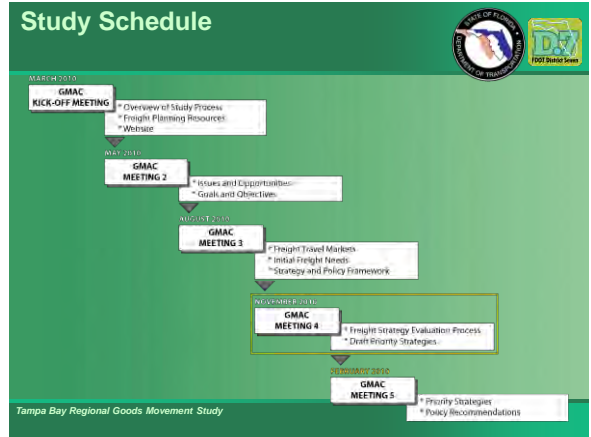 Study Schedule
STATE OF FLORIDA
DEPARTMENT OF TRANSPORTATION
D.7
FDOT District Seven
MARCH 2010
GMAC
KICK-OFF MEETING
* Overview of Study Process
* Freight Planning Resources
* Website
MAY 2010
GMAC
MEETING 2
* Issues and Opportunities
* Goals and Objectives
AUGUST 2010
GMAC
MEETING 3
* Freight Travel Markets
* Initial Freight Needs
* Strategy and Policy Framework
NOVEMBER 2010
GMAC
MEETING 4
* Freight Strategy Evaluation Process
* Draft Priority Strategies
FEBRUARY
GMAC
MEETING 5
* Priority Strategies
* Policy Recommendations
Tampa Bay Regional Goods Movement Study